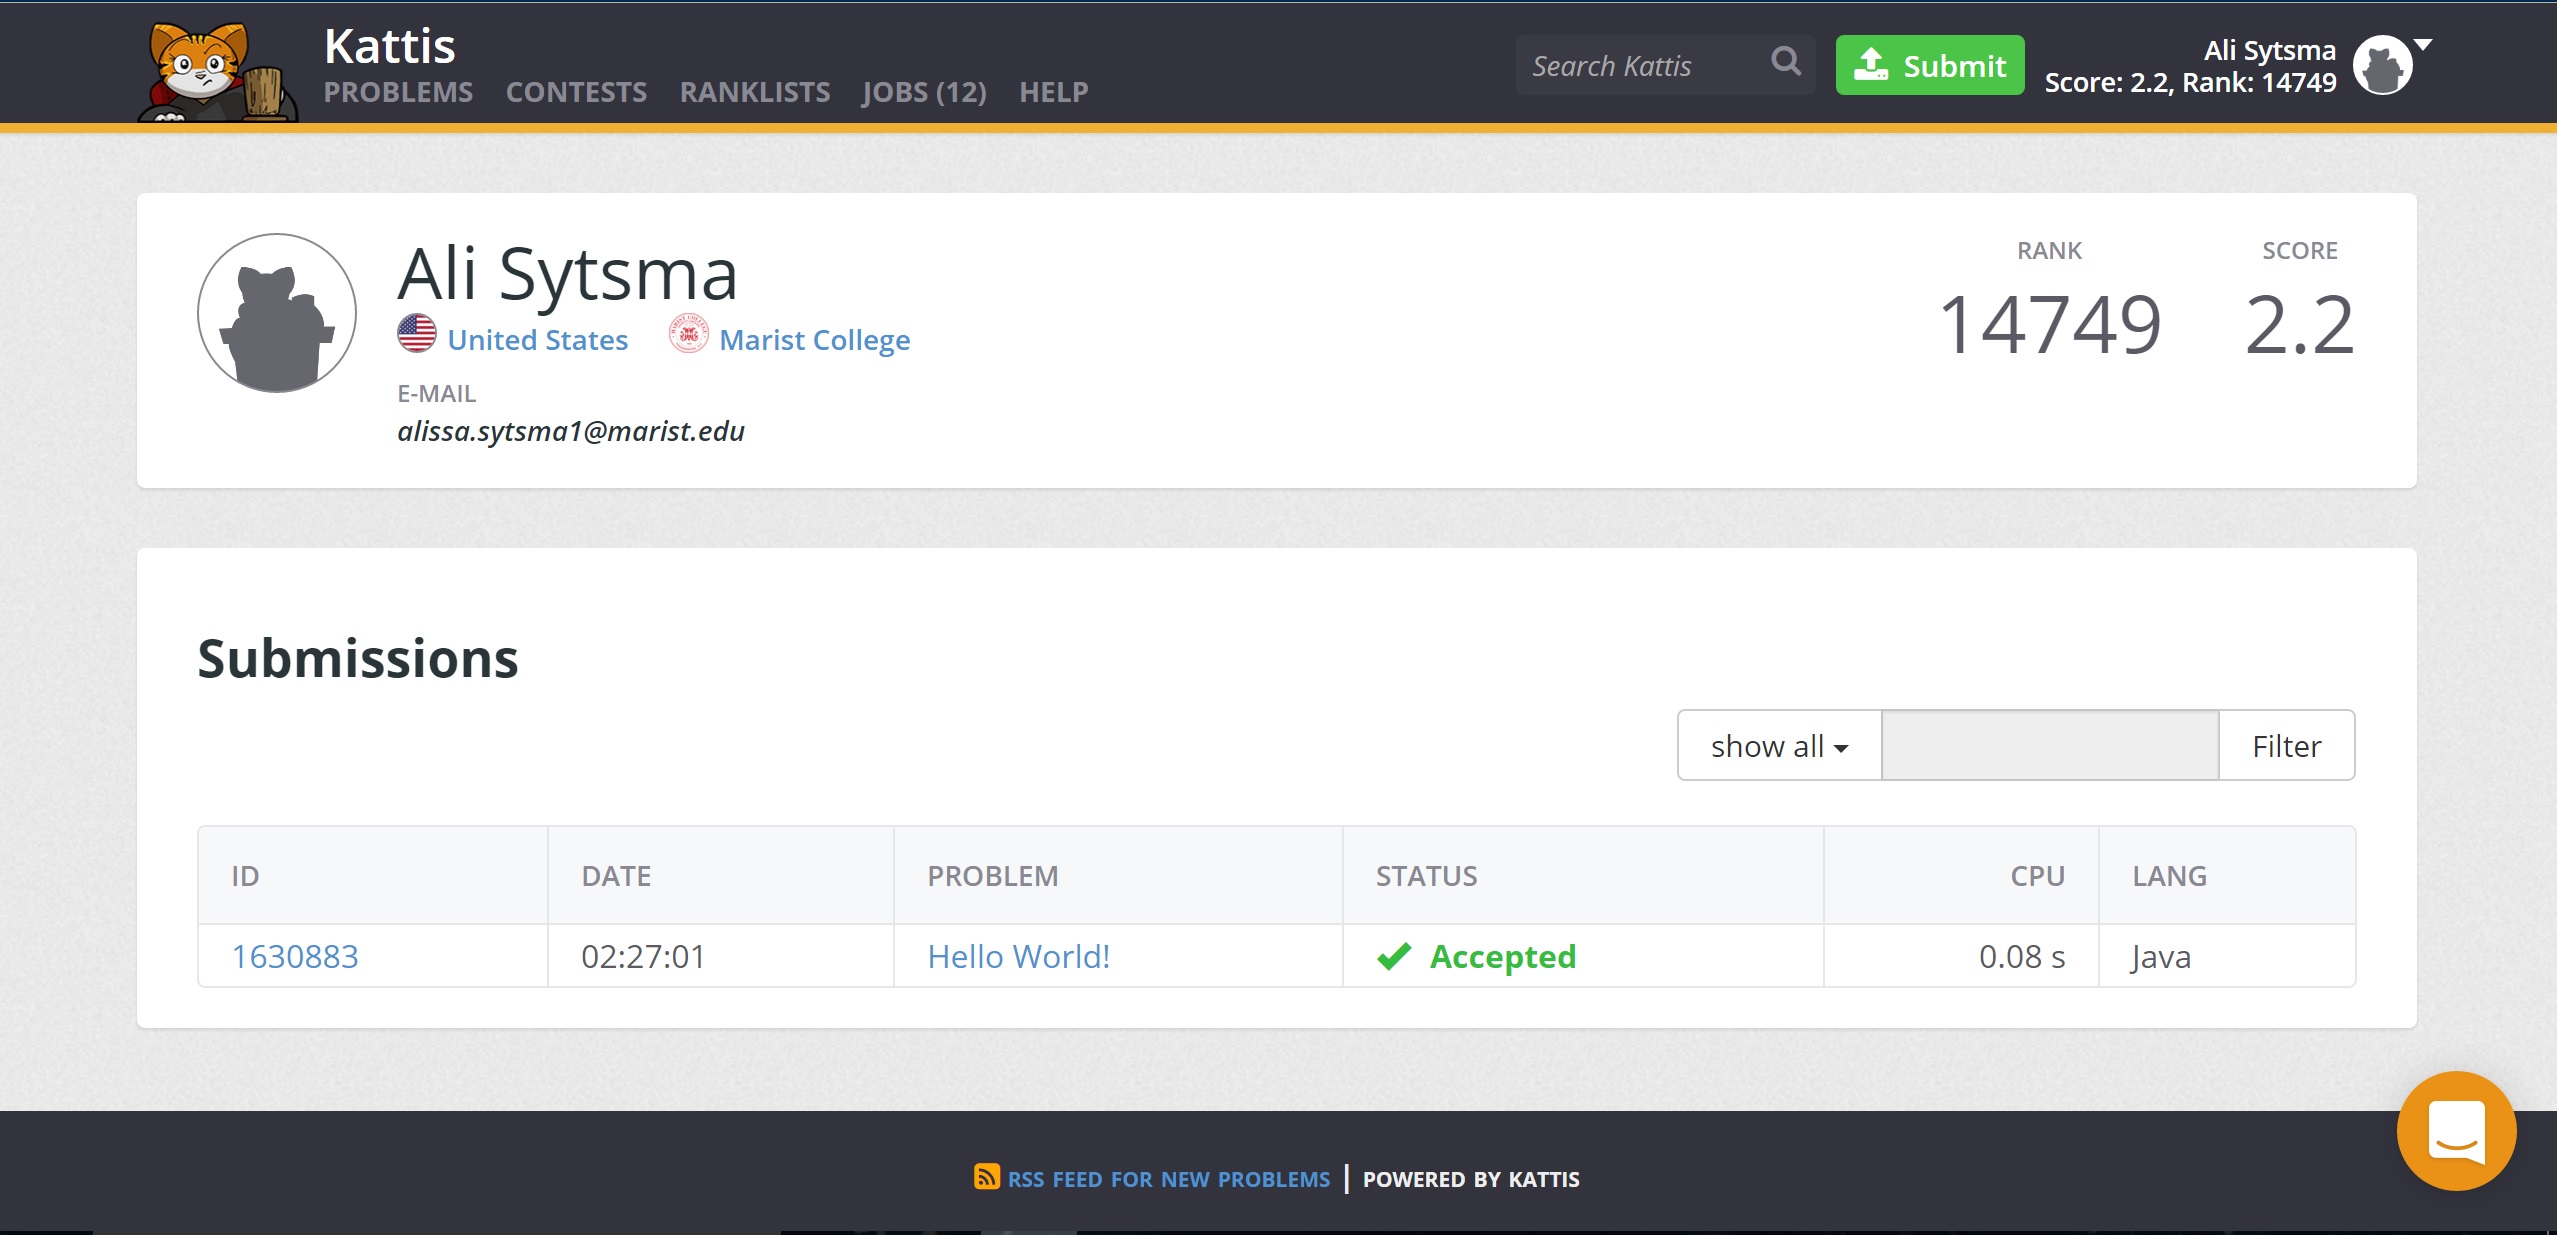 Kattis
PROBLEMS CONTESTS RANKLISTS JOBS (12) HELP
Search Kattis
Submit
Ali Sytsma
Score: 2.2, Rank: 14749
Ali Sytsma
United States Marist College
E-MAIL
alissa.sytsma1@marist.edu
RANK SCORE
14749 2.2
Submissions
show all Filter
ID DATE PROBLEM STATUS CPU LANG
1630883 02:27:01 Hello World! Accepted 0.08 s Java
RSS FEED FOR NEW PROBLEMS | POWERED BY KATTIS